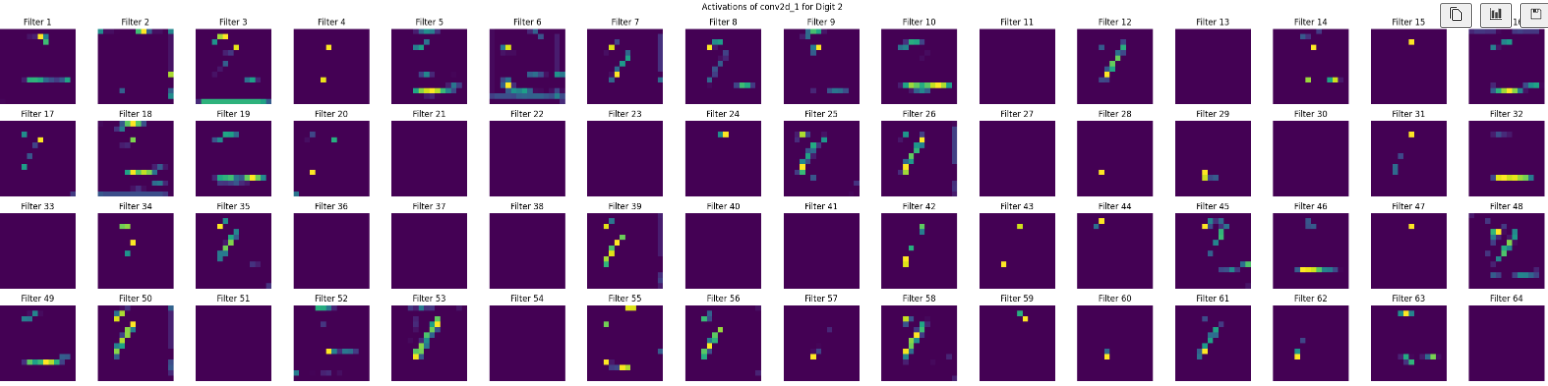 Activations of conv2d_1 for Digit 2
Filter 1 Filter 2 Filter 3 Filter 4 Filter 5 Filter 6 Filter 7 Filter 8 Filter 9 Filter 10 Filter 11 Filter 12 Filter 13 Filter 14 Filter 15 16
Filter 17 Filter 18 Filter 19 Filter 20 Filter 21 Filter 22 Filter 23 Filter 24 Filter 25 Filter 26 Filter 27 Filter 28 Filter 29 Filter 30 Filter 31 Filter 32
Filter 33 Filter 34 Filter 35 Filter 36 Filter 37 Filter 38 Filter 39 Filter 40 Filter 41 Filter 42 Filter 43 Filter 44 Filter 45 Filter 46 Filter 47 Filter 48
Filter 49 Filter 50 Filter 51 Filter 52 Filter 53 Filter 54 Filter 55 Filter 56 Filter 57 Filter 58 Filter 59 Filter 60 Filter 61 Filter 62 Filter 63 Filter 64